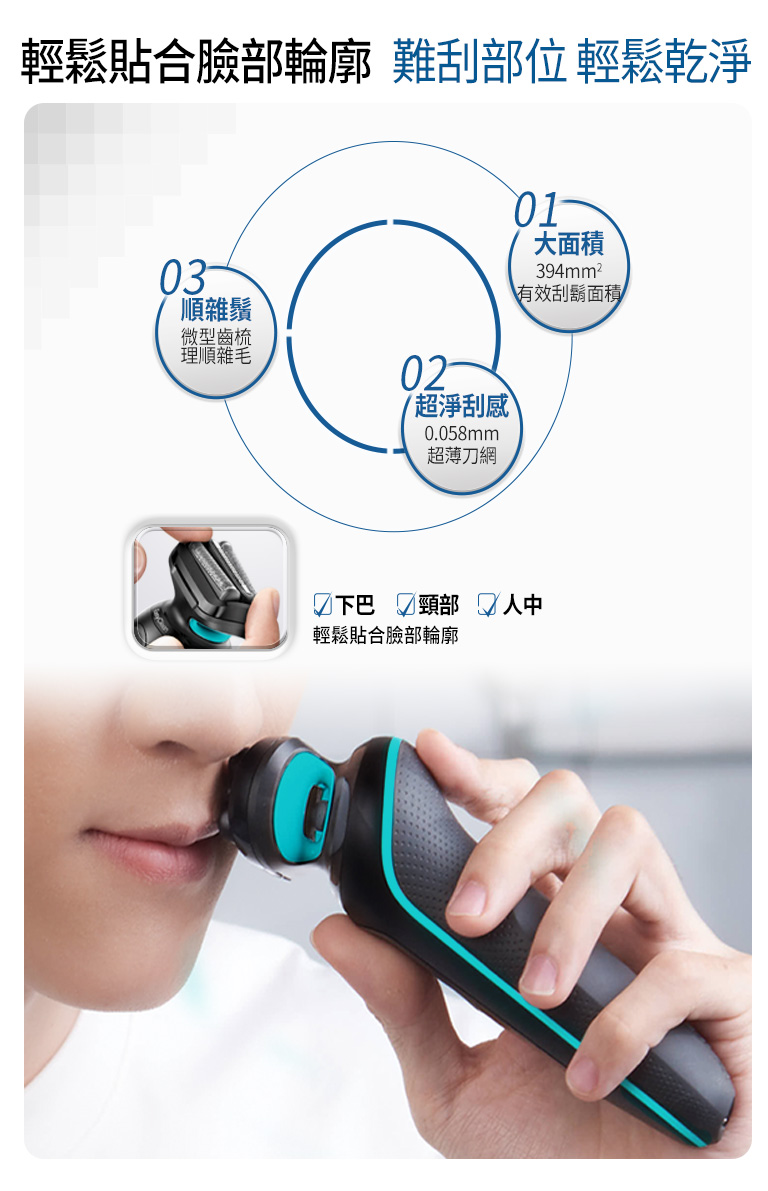 輕鬆貼合臉部輪廓 難刮部位 輕鬆乾淨
01
大面積
394mm²
有效刮鬍面積
02
超淨刮感
0.058mm
超薄刀網
03
順雜鬚
微型齒梳
理順雜毛
下巴 頸部 人中
輕鬆貼合臉部輪廓